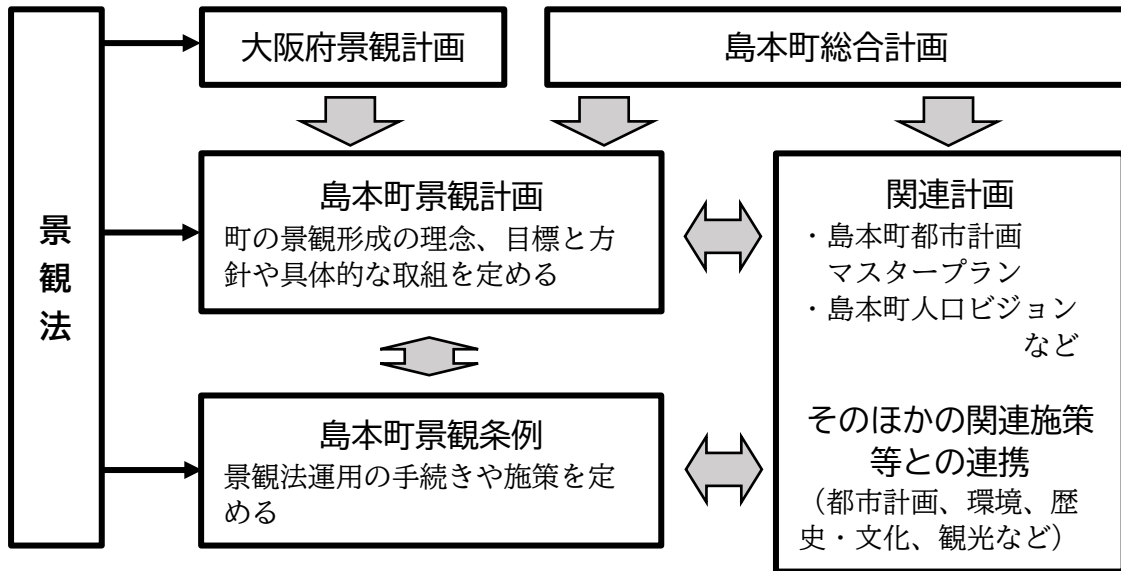 景
観
法
大阪府景観計画
島本町総合計画
島本町景観計画
町の景観形成の理念、目標と方
針や具体的な取組を定める
島本町景観条例
景観法運用の手続きや施策を定
める
関連計画
・島本町都市計画
マスタープラン
・島本町人口ビジョン
など
そのほかの関連施策
等との連携
（都市計画、環境、歴
史・文化、観光など）